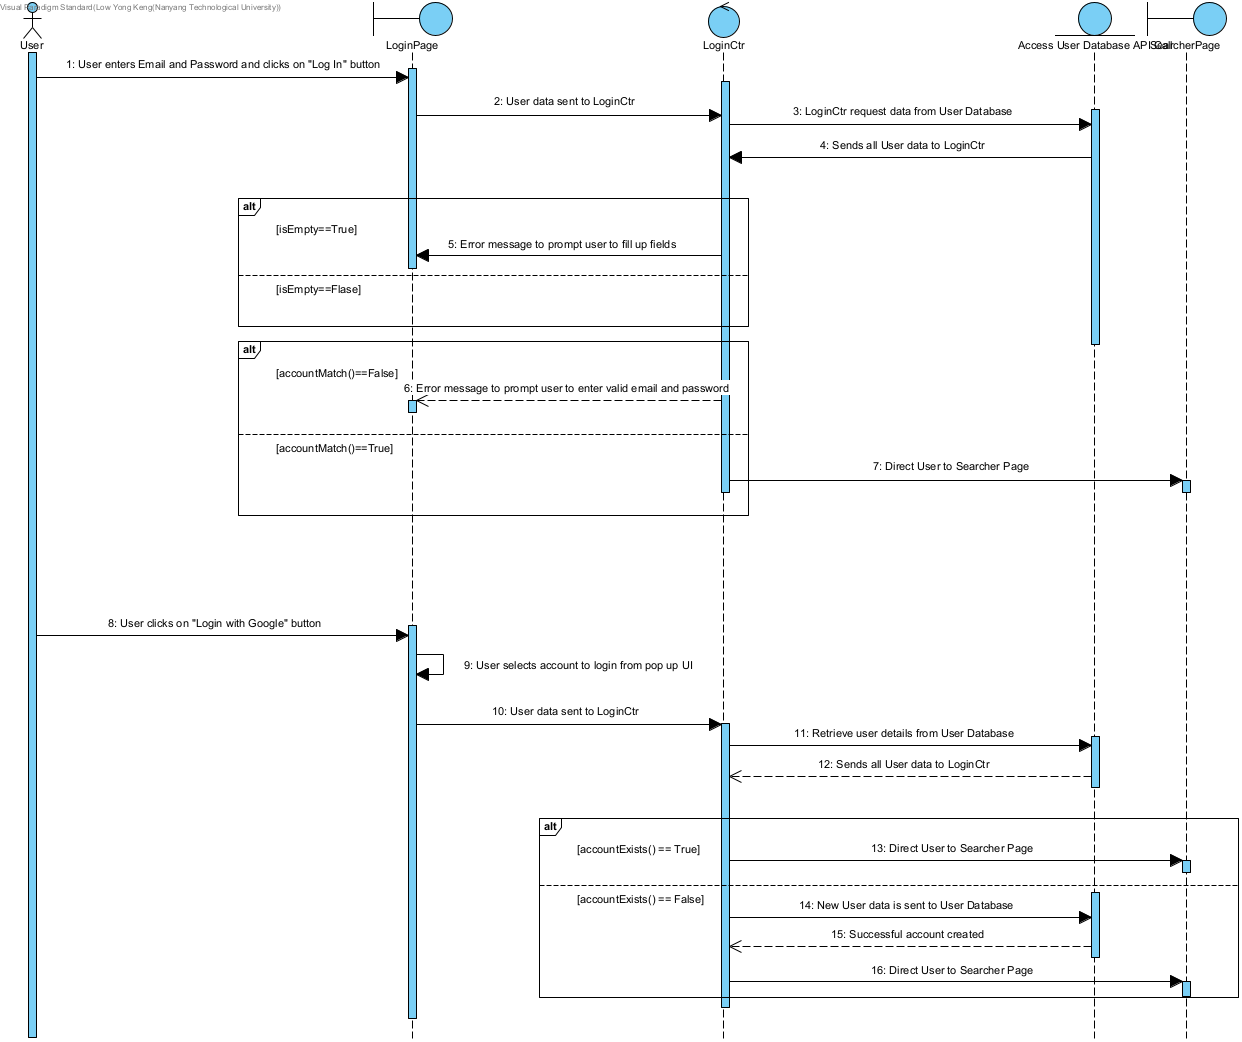 Visual Paradigm Standard(Low Yong Keng(Nanyang Technological University))
User
LoginPage
LoginCtr
Access User Database API Call
SearcherPage
1: User enters Email and Password and clicks on "Log In" button
2: User data sent to LoginCtr
3: LoginCtr request data from User Database
4: Sends all User data to LoginCtr
alt
[isEmpty==True]
5: Error message to prompt user to fill up fields
[isEmpty==Flase]
alt
[accountMatch()==False]
6: Error message to prompt user to enter valid email and password
[accountMatch()==True]
7: Direct User to Searcher Page
8: User clicks on "Login with Google" button
9: User selects account to login from pop up UI
10: User data sent to LoginCtr
11: Retrieve user details from User Database
12: Sends all User data to LoginCtr
alt
[accountExists() == True]
13: Direct User to Searcher Page
[accountExists() == False]
14: New User data is sent to User Database
15: Successful account created
16: Direct User to Searcher Page